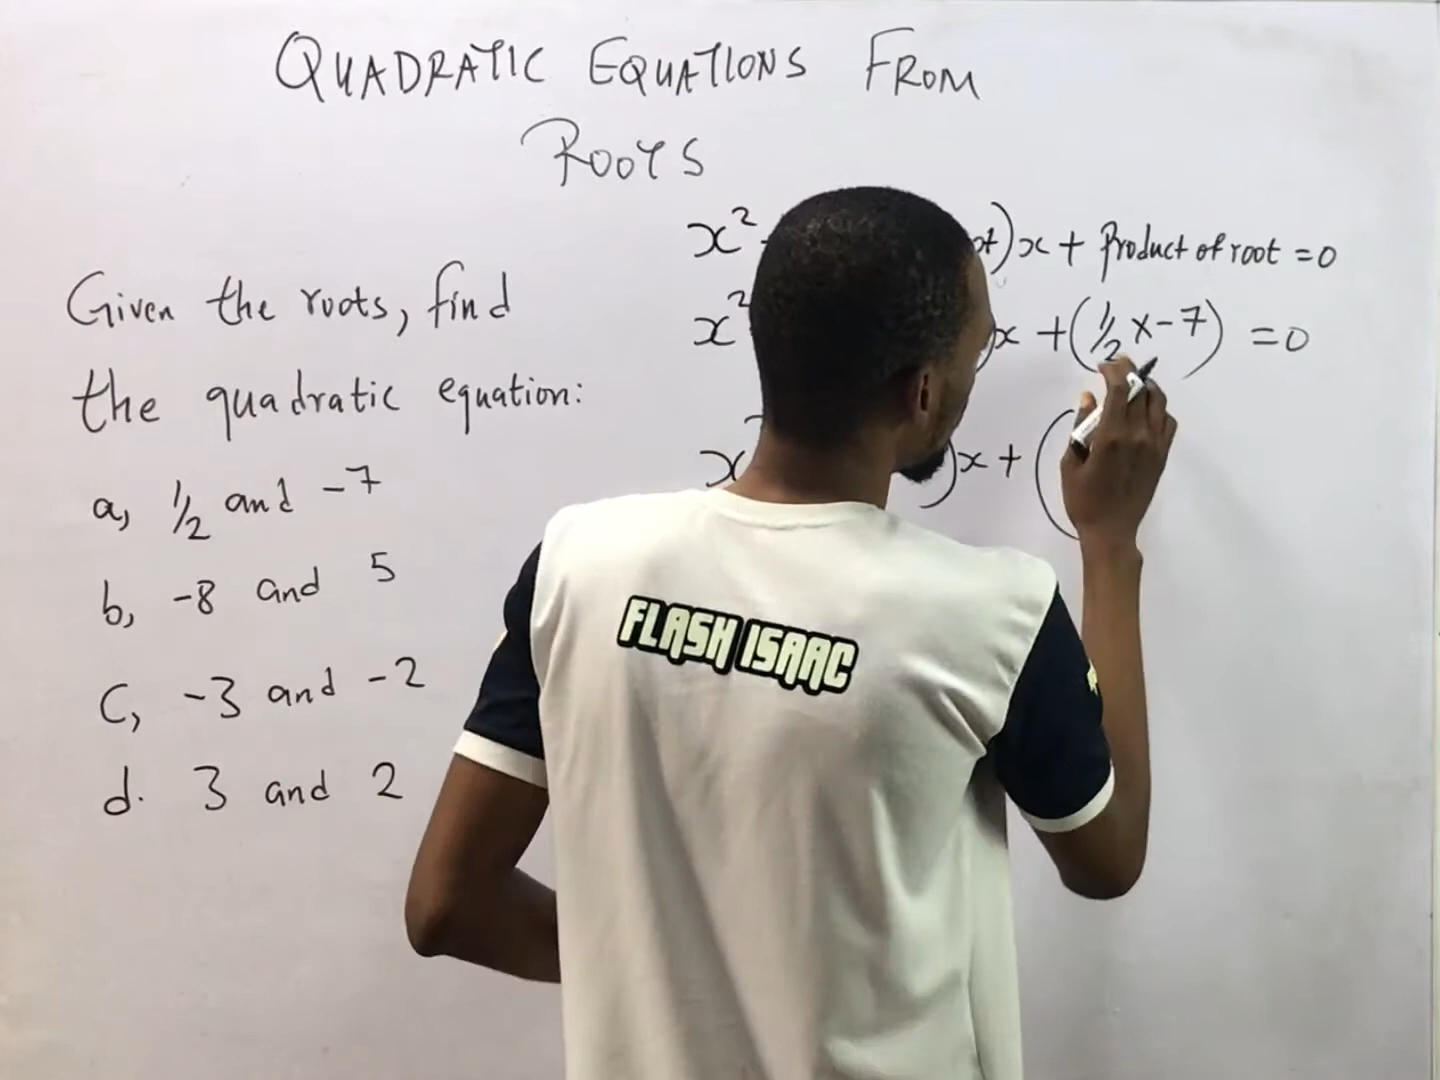 QUADRATIC EQUATIONS FROM
ROOTS
Given the roots, find
the quadratic equation:
a, 1/2 and -7
b, -8 and 5
C, -3 and -2
d. 3 and 2
x² )x + Product of root = 0
x² )x + (1/2 x -7) = 0
x )x + (
FLASH ISAAC